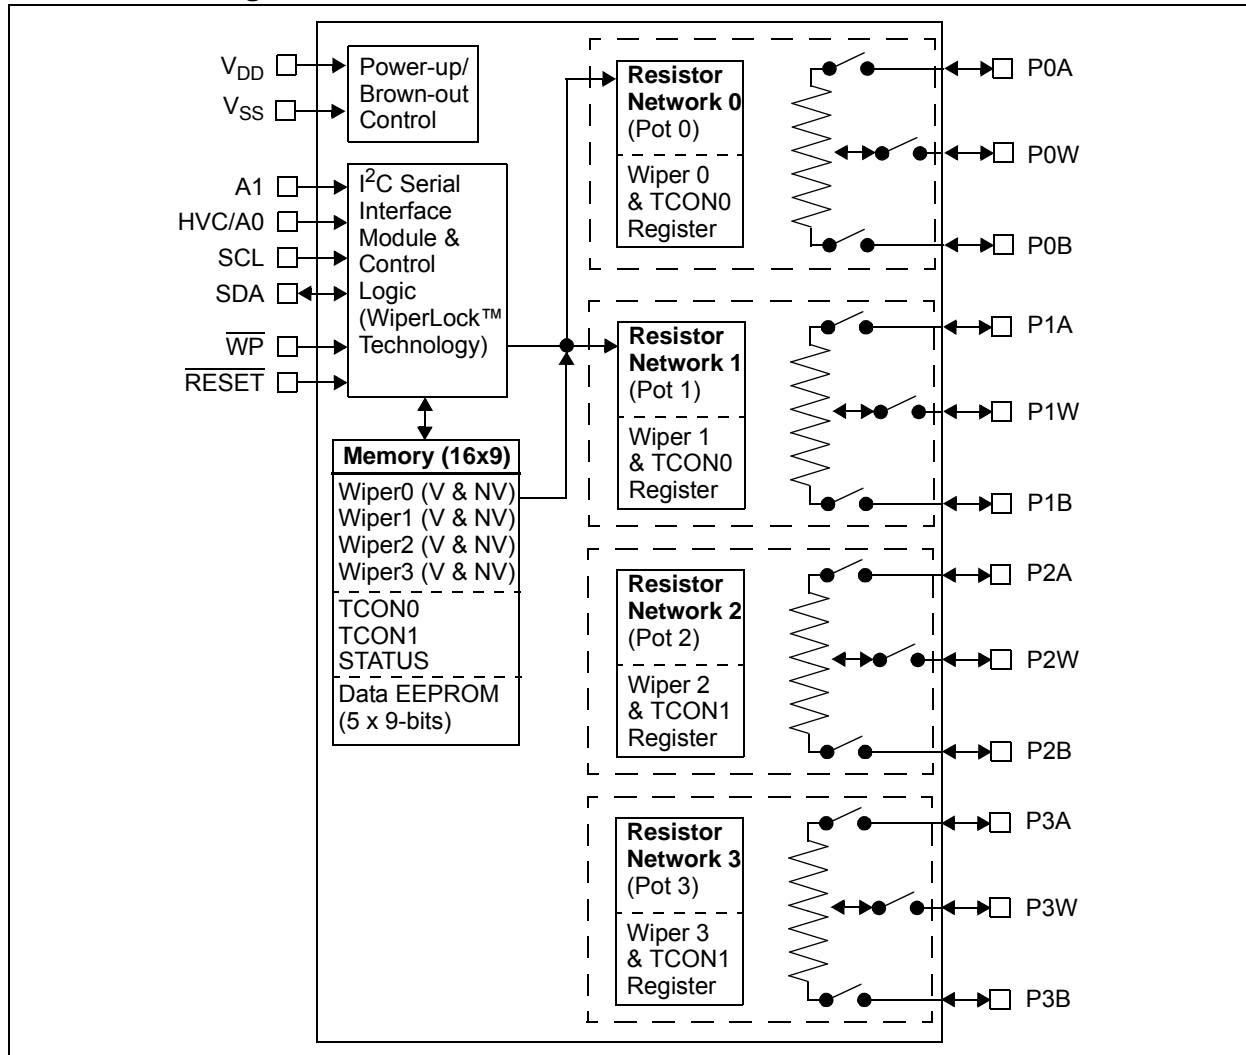 V_DD
V_SS
Power-up/
Brown-out
Control
A1
HVC/A0
SCL
SDA
WP
RESET
I²C Serial
Interface
Module &
Control
Logic
(WiperLock™
Technology)
Memory (16x9)
Wiper0 (V & NV)
Wiper1 (V & NV)
Wiper2 (V & NV)
Wiper3 (V & NV)
TCON0
TCON1
STATUS
Data EEPROM
(5 x 9-bits)
Resistor
Network 0
(Pot 0)
Wiper 0
& TCON0
Register
P0A
P0W
P0B
Resistor
Network 1
(Pot 1)
Wiper 1
& TCON0
Register
P1A
P1W
P1B
Resistor
Network 2
(Pot 2)
Wiper 2
& TCON1
Register
P2A
P2W
P2B
Resistor
Network 3
(Pot 3)
Wiper 3
& TCON1
Register
P3A
P3W
P3B